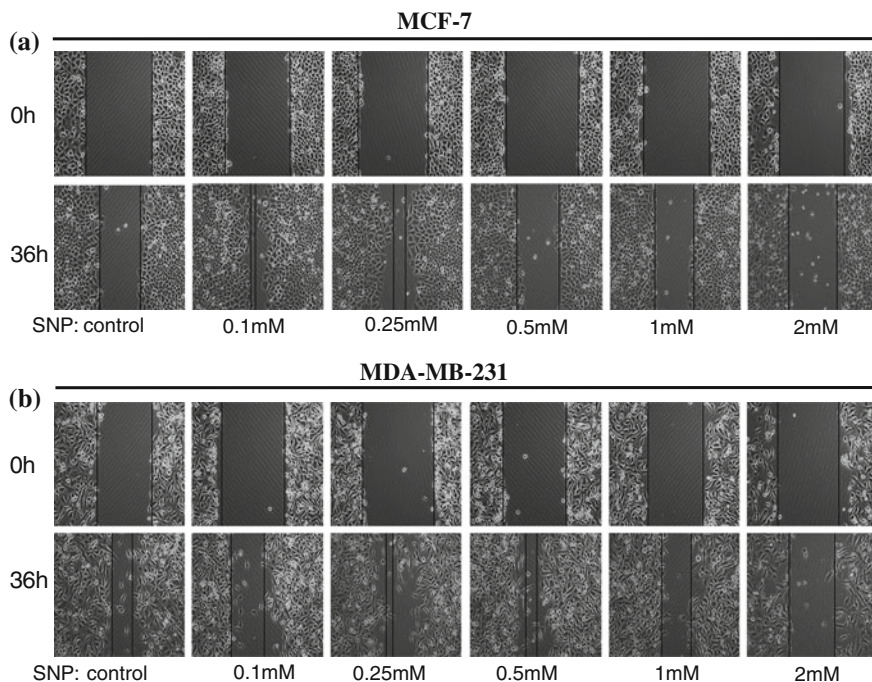 MCF-7
(a)
0h
36h
SNP: control 0.1mM 0.25mM 0.5mM 1mM 2mM
MDA-MB-231
(b)
0h
36h
SNP: control 0.1mM 0.25mM 0.5mM 1mM 2mM